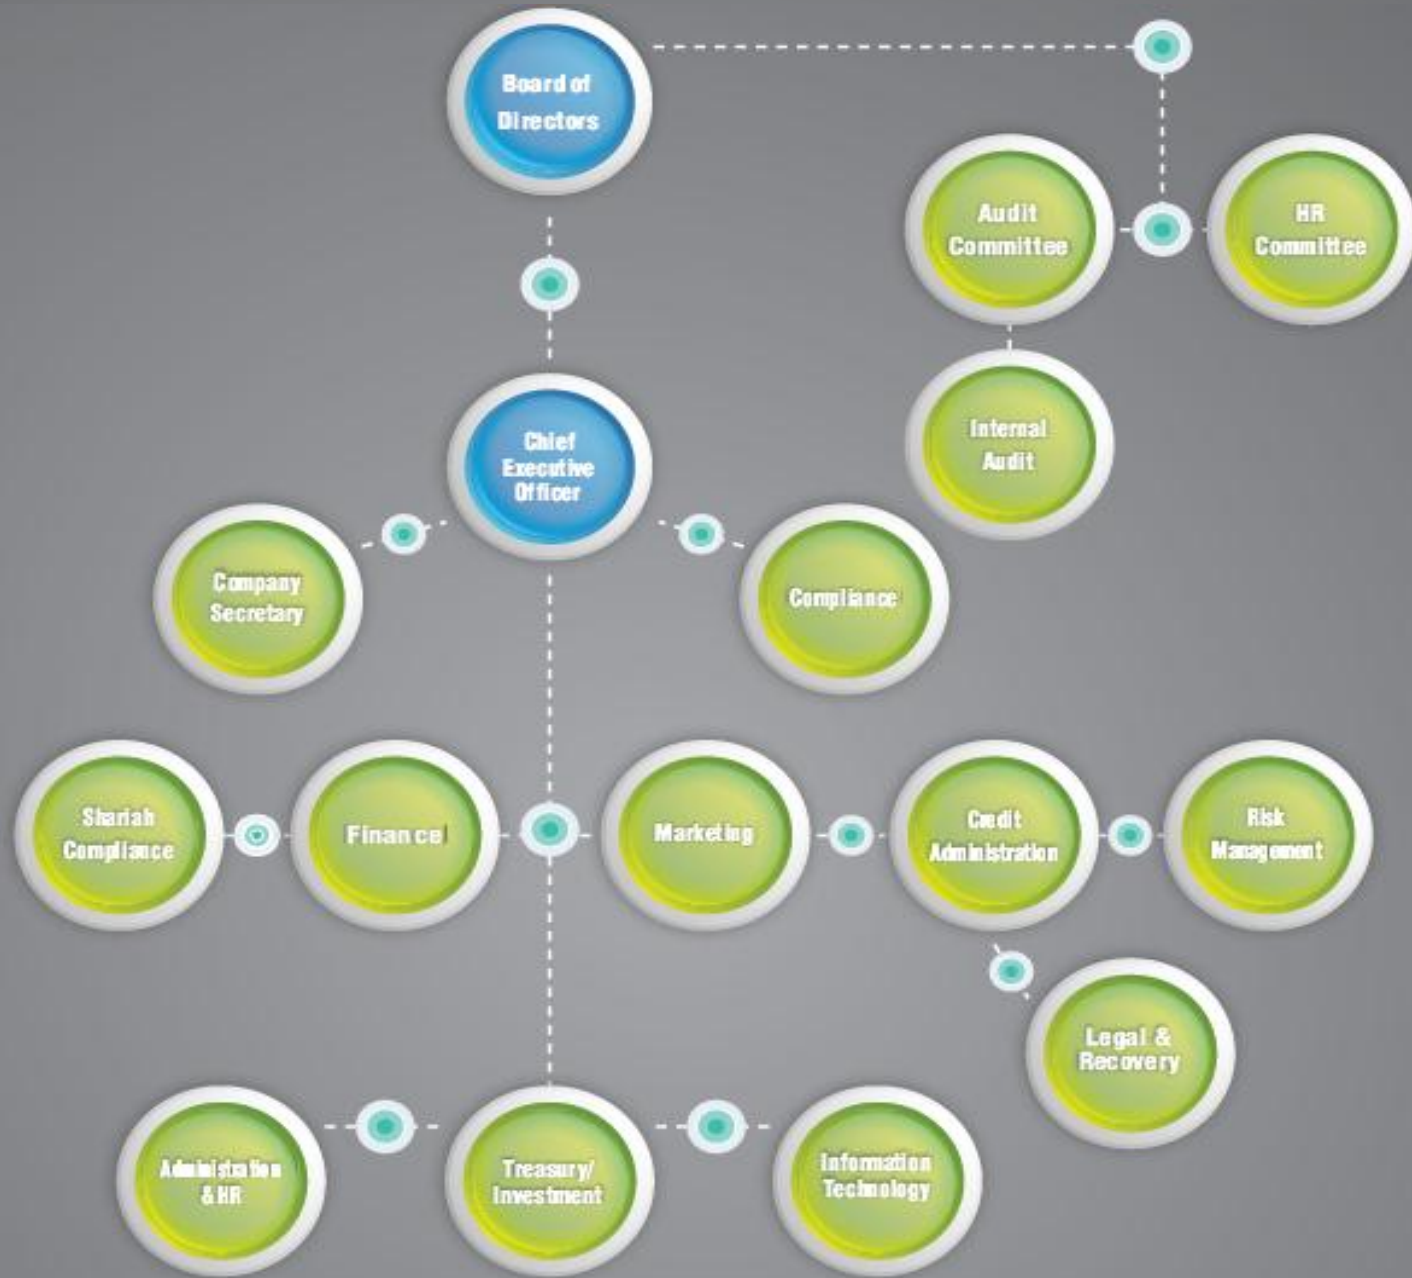 Board of
Directors
Audit
Committee
HR
Committee
Chief
Executive
Officer
Internal
Audit
Company
Secretary
Compliance
Shariah
Compliance
Finance
Marketing
Credit
Administration
Risk
Management
Legal &
Recovery
Administration
& HR
Treasury/
Investment
Information
Technology